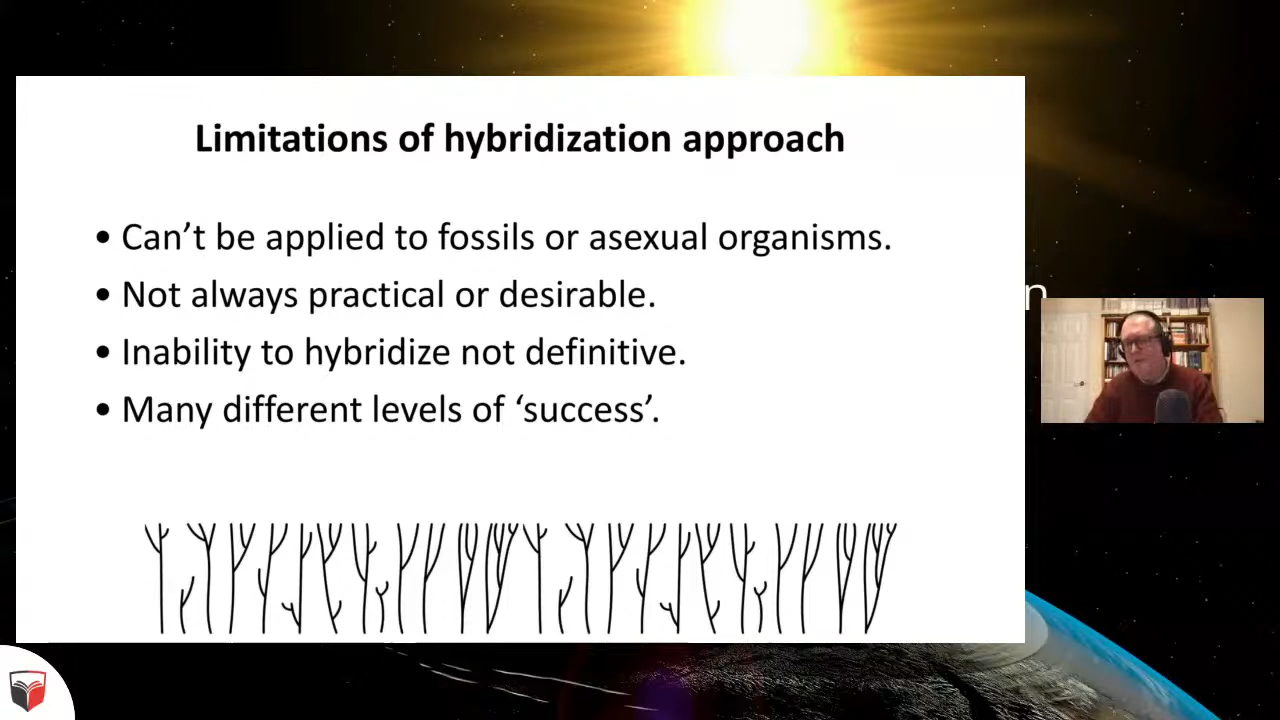 Limitations of hybridization approach
• Can’t be applied to fossils or asexual organisms.
• Not always practical or desirable.
• Inability to hybridize not definitive.
• Many different levels of ‘success’.
n